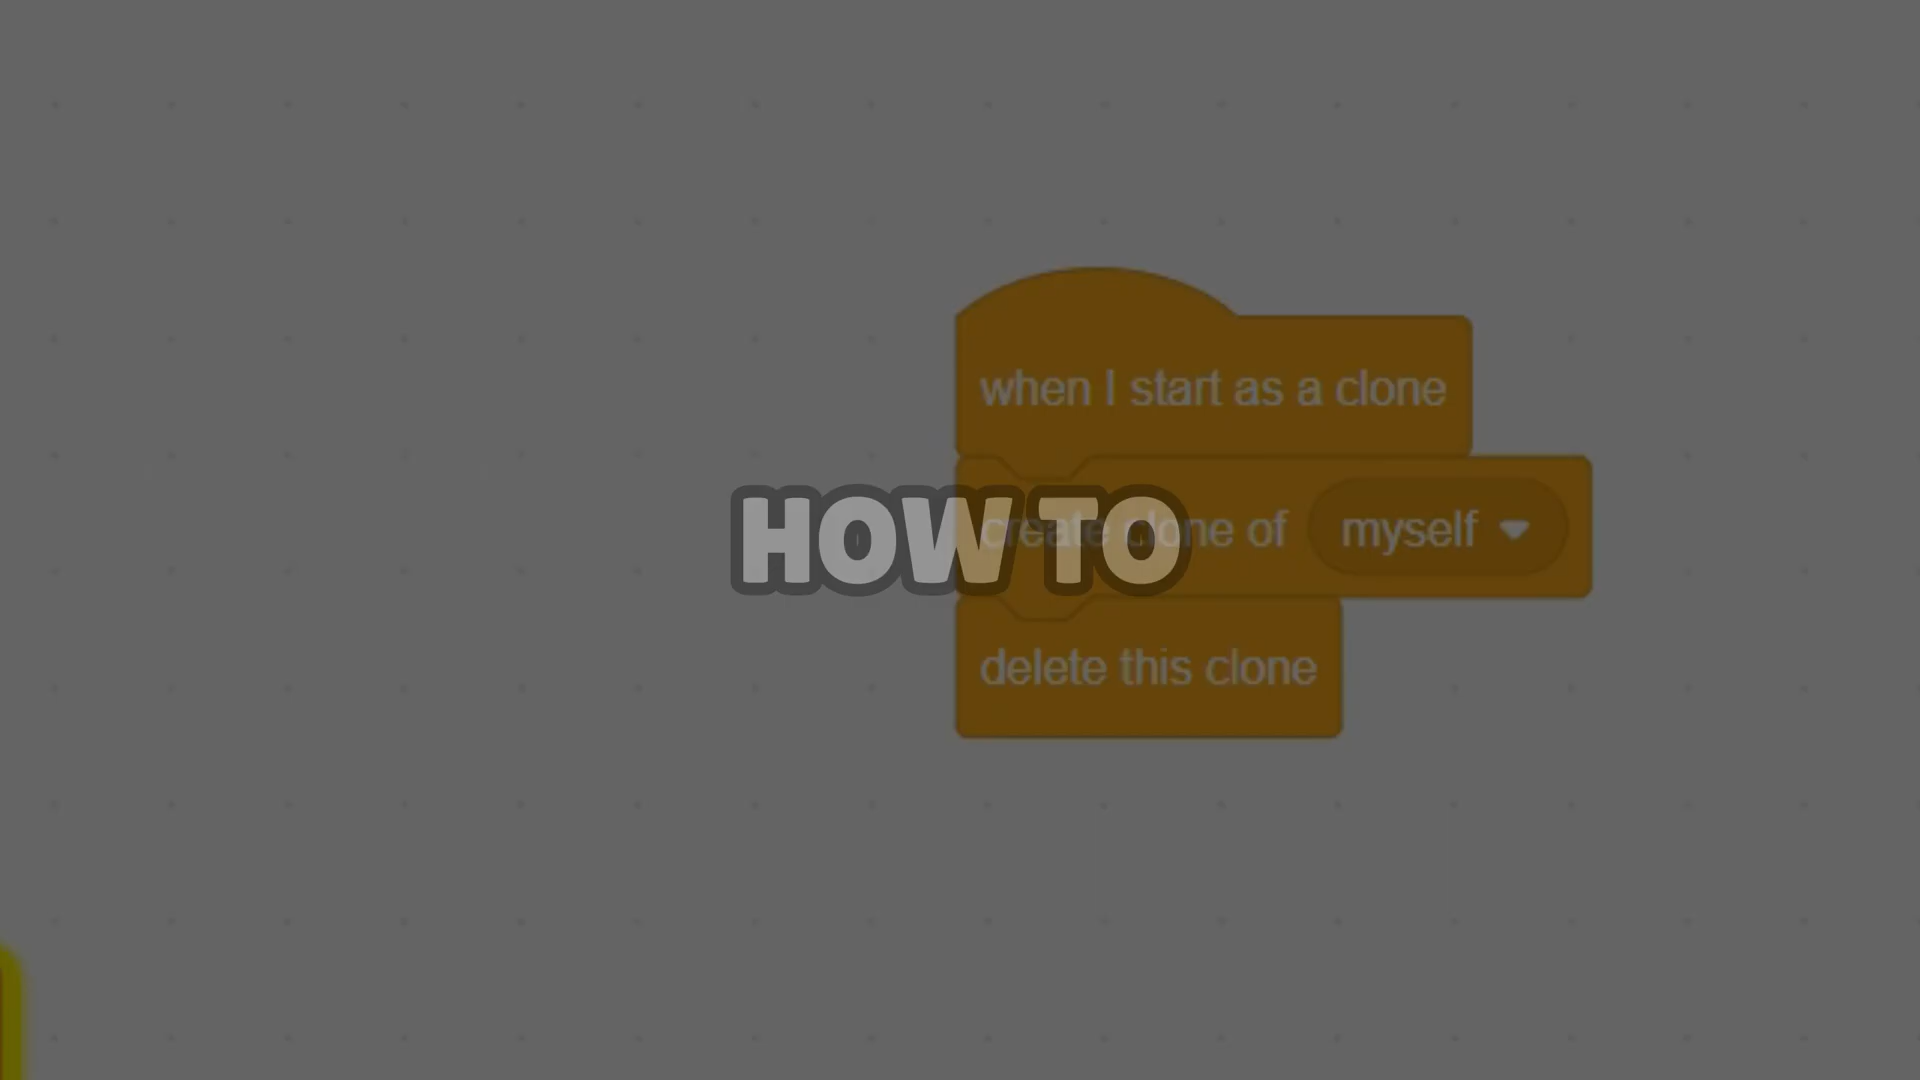 when I start as a clone
create clone of myself
HOW TO
delete this clone